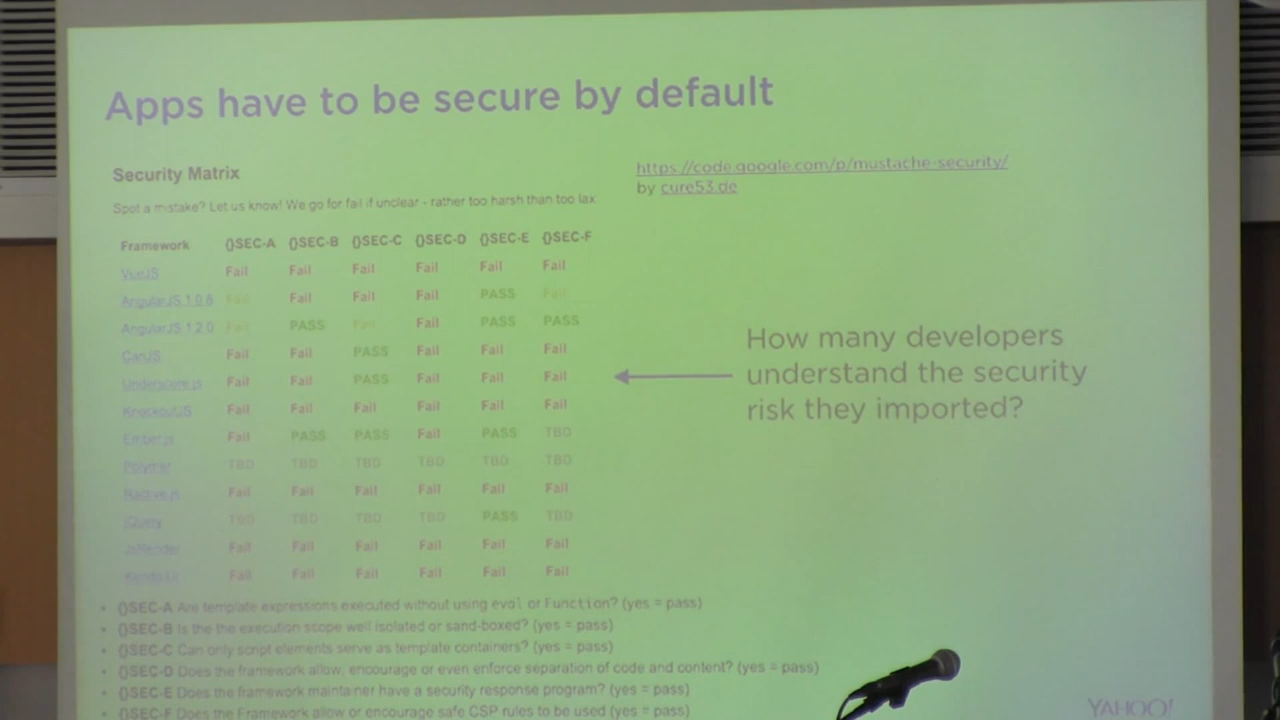 Apps have to be secure by default
Security Matrix
Spot a mistake? Let us know! We go for fail if unclear - rather too harsh than too lax
https://code.google.com/p/mustache-security/
by cure53.de
Framework {}SEC-A {}SEC-B {}SEC-C {}SEC-D {}SEC-E {}SEC-F
VueJS Fail Fail Fail Fail Fail Fail
AngularJS 1.0.8 Fail Fail Fail Fail PASS Fail
AngularJS 1.2.0 Fail PASS Fail Fail PASS PASS
CanJS Fail Fail PASS Fail Fail Fail
Underscore.js Fail Fail PASS Fail Fail Fail
KnockoutJS Fail Fail Fail Fail Fail Fail
Ember.js Fail PASS PASS Fail PASS TBD
Polymer TBD TBD TBD TBD TBD TBD
Ractive.js Fail Fail Fail Fail Fail Fail
jQuery TBD TBD TBD TBD PASS TBD
JsRender Fail Fail Fail Fail Fail Fail
Kendo UI Fail Fail Fail Fail Fail Fail
How many developers
understand the security
risk they imported?
• {}SEC-A Are template expressions executed without using eval or Function? (yes = pass)
• {}SEC-B Is the the execution scope well-isolated or sand-boxed? (yes = pass)
• {}SEC-C Can only script elements serve as template containers? (yes = pass)
• {}SEC-D Does the framework allow, encourage or even enforce separation of code and content? (yes = pass)
• {}SEC-E Does the framework maintainer have a security response program? (yes = pass)
• {}SEC-F Does the Framework allow or encourage safe CSP rules to be used (yes = pass)
YAHOO!